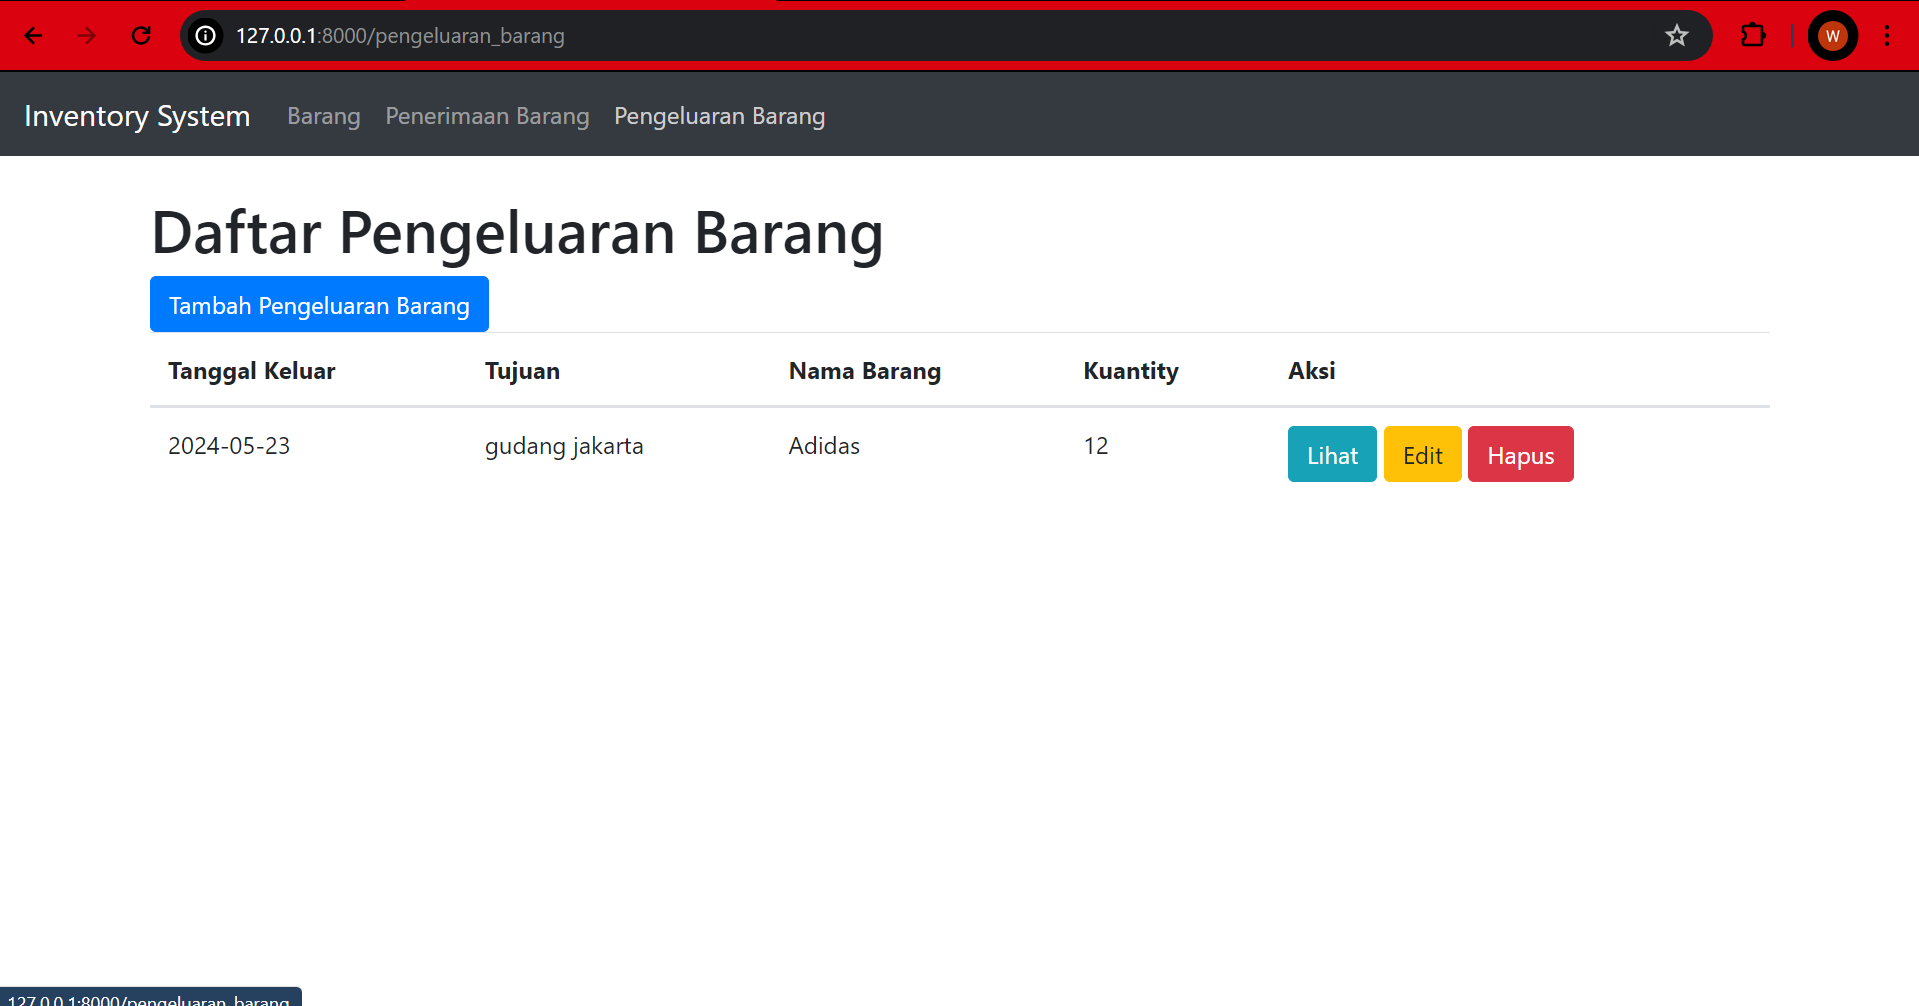 127.0.0.1:8000/pengeluaran_barang
W
Inventory System Barang Penerimaan Barang Pengeluaran Barang
Daftar Pengeluaran Barang
Tambah Pengeluaran Barang
Tanggal Keluar Tujuan Nama Barang Kuantity Aksi
2024-05-23 gudang jakarta Adidas 12 Lihat Edit Hapus
127.0.0.1:8000/pengeluaran_barang